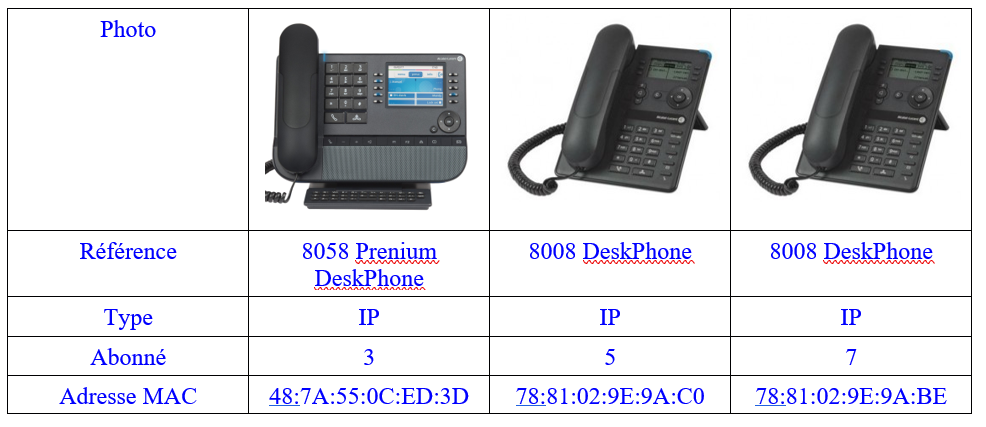 Photo
Référence
8058 Prenium
DeskPhone
8008 DeskPhone
8008 DeskPhone
Type
IP
IP
IP
Abonné
3
5
7
Adresse MAC
48:7A:55:0C:ED:3D
78:81:02:9E:9A:C0
78:81:02:9E:9A:BE